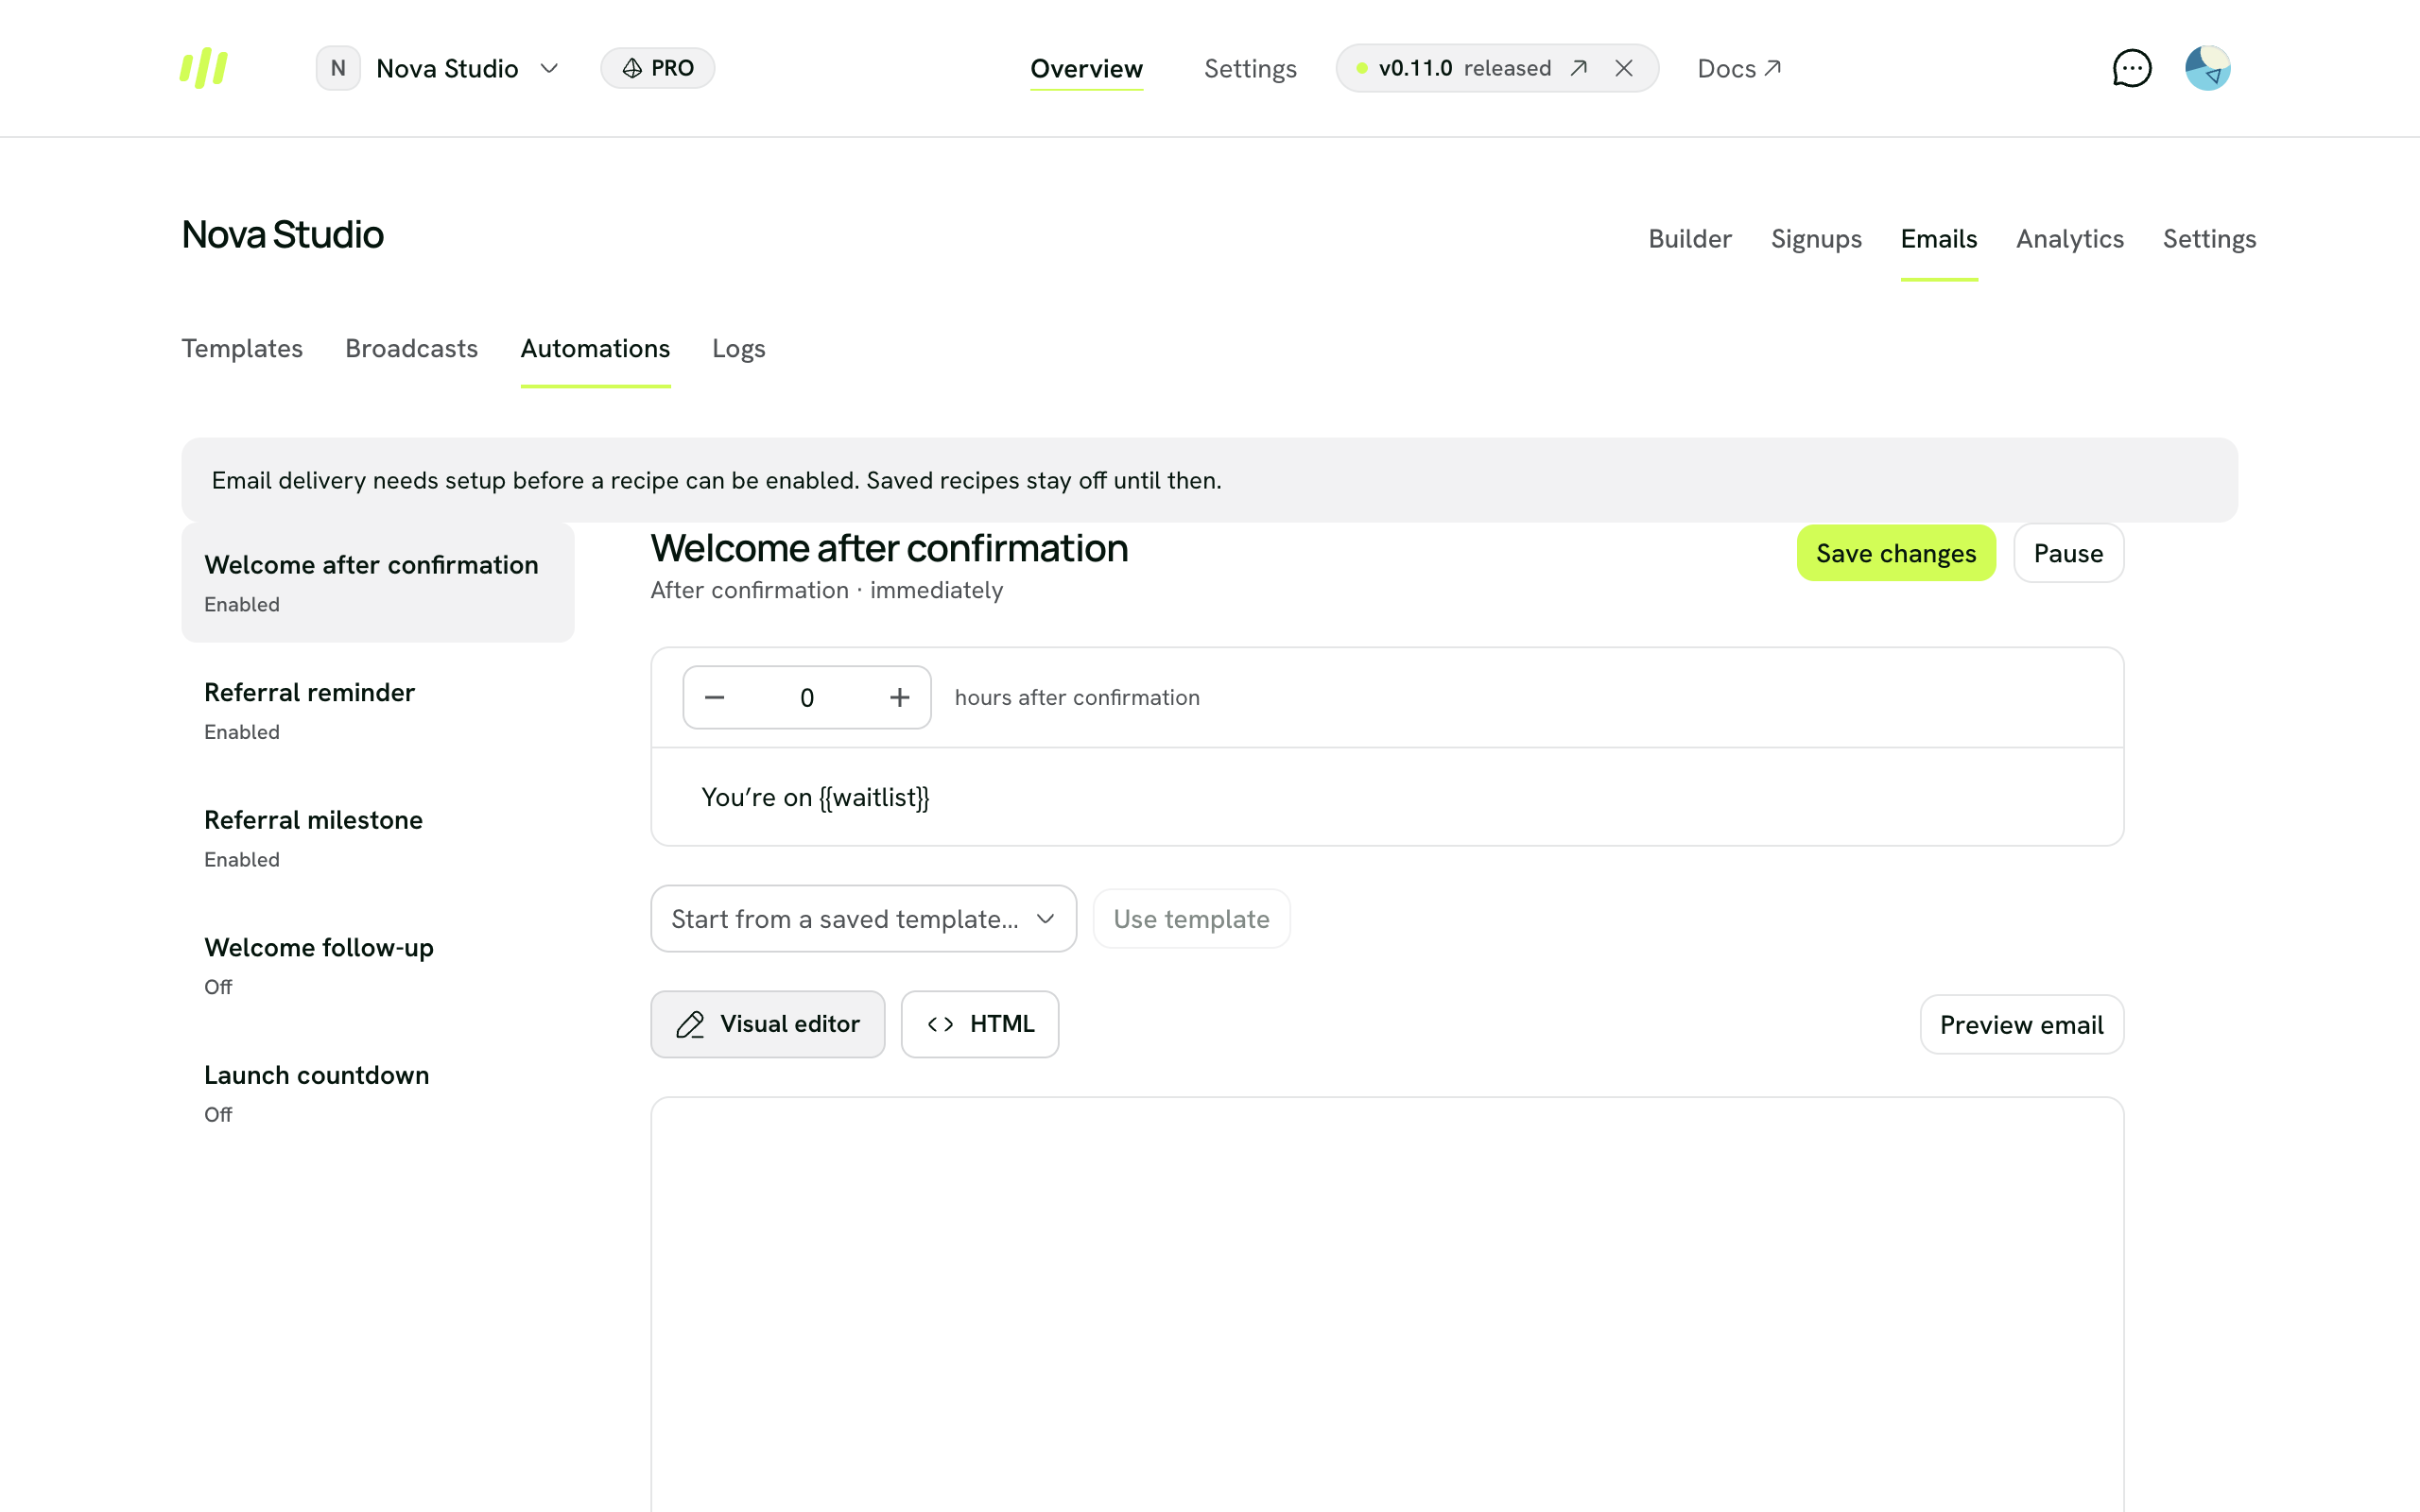 N Nova Studio PRO Overview Settings v0.11.0 released Docs
Nova Studio
Builder Signups Emails Analytics Settings
Templates Broadcasts Automations Logs
Email delivery needs setup before a recipe can be enabled. Saved recipes stay off until then.
Welcome after confirmation
Enabled
Referral reminder
Enabled
Referral milestone
Enabled
Welcome follow-up
Off
Launch countdown
Off
Welcome after confirmation
After confirmation · immediately
Save changes Pause
0 hours after confirmation
You’re on {{waitlist}}
Start from a saved template... Use template
Visual editor HTML Preview email